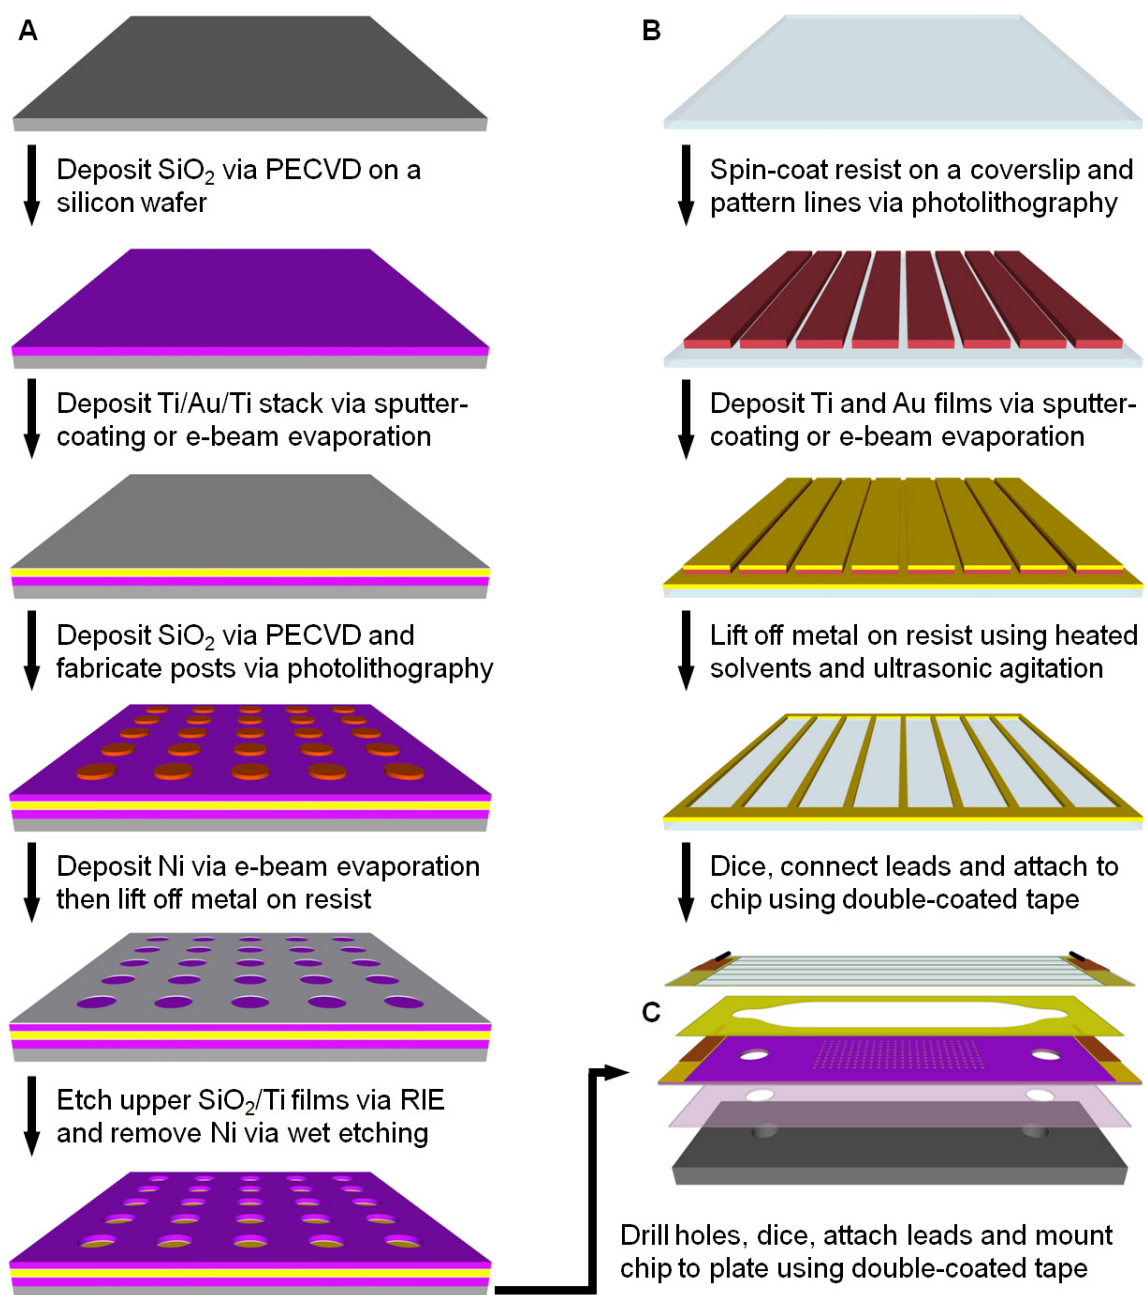 A
Deposit SiO₂ via PECVD on a
silicon wafer
Deposit Ti/Au/Ti stack via sputter-
coating or e-beam evaporation
Deposit SiO₂ via PECVD and
fabricate posts via photolithography
Deposit Ni via e-beam evaporation
then lift off metal on resist
Etch upper SiO₂/Ti films via RIE
and remove Ni via wet etching
B
Spin-coat resist on a coverslip and
pattern lines via photolithography
Deposit Ti and Au films via sputter-
coating or e-beam evaporation
Lift off metal on resist using heated
solvents and ultrasonic agitation
Dice, connect leads and attach to
chip using double-coated tape
C
Drill holes, dice, attach leads and mount
chip to plate using double-coated tape